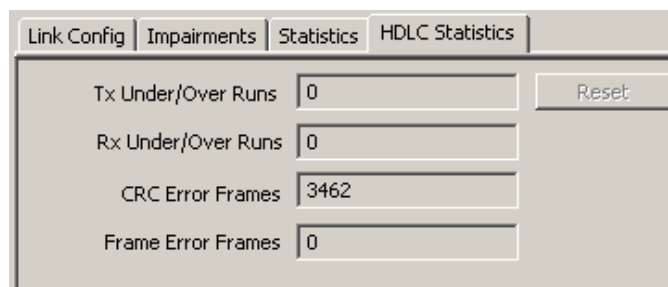 Link Config Impairments Statistics HDLC Statistics
Tx Under/Over Runs 0 Reset
Rx Under/Over Runs 0
CRC Error Frames 3462
Frame Error Frames 0